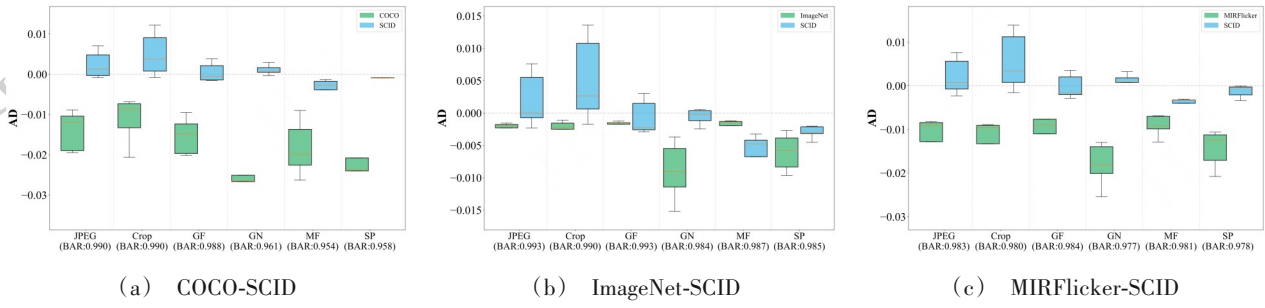 COCO
SCID
0.01
0.00
-0.01
-0.02
-0.03
AD
JPEG
(BAR:0.990)
Crop
(BAR:0.990)
GF
(BAR:0.988)
GN
(BAR:0.961)
MF
(BAR:0.954)
SP
(BAR:0.958)
(a) COCO-SCID
ImageNet
SCID
0.015
0.010
0.005
0.000
-0.005
-0.010
-0.015
AD
JPEG
(BAR:0.993)
Crop
(BAR:0.990)
GF
(BAR:0.993)
GN
(BAR:0.984)
MF
(BAR:0.987)
SP
(BAR:0.985)
(b) ImageNet-SCID
MIRFlicker
SCID
0.01
0.00
-0.01
-0.02
-0.03
AD
JPEG
(BAR:0.983)
Crop
(BAR:0.980)
GF
(BAR:0.984)
GN
(BAR:0.977)
MF
(BAR:0.981)
SP
(BAR:0.978)
(c) MIRFlicker-SCID